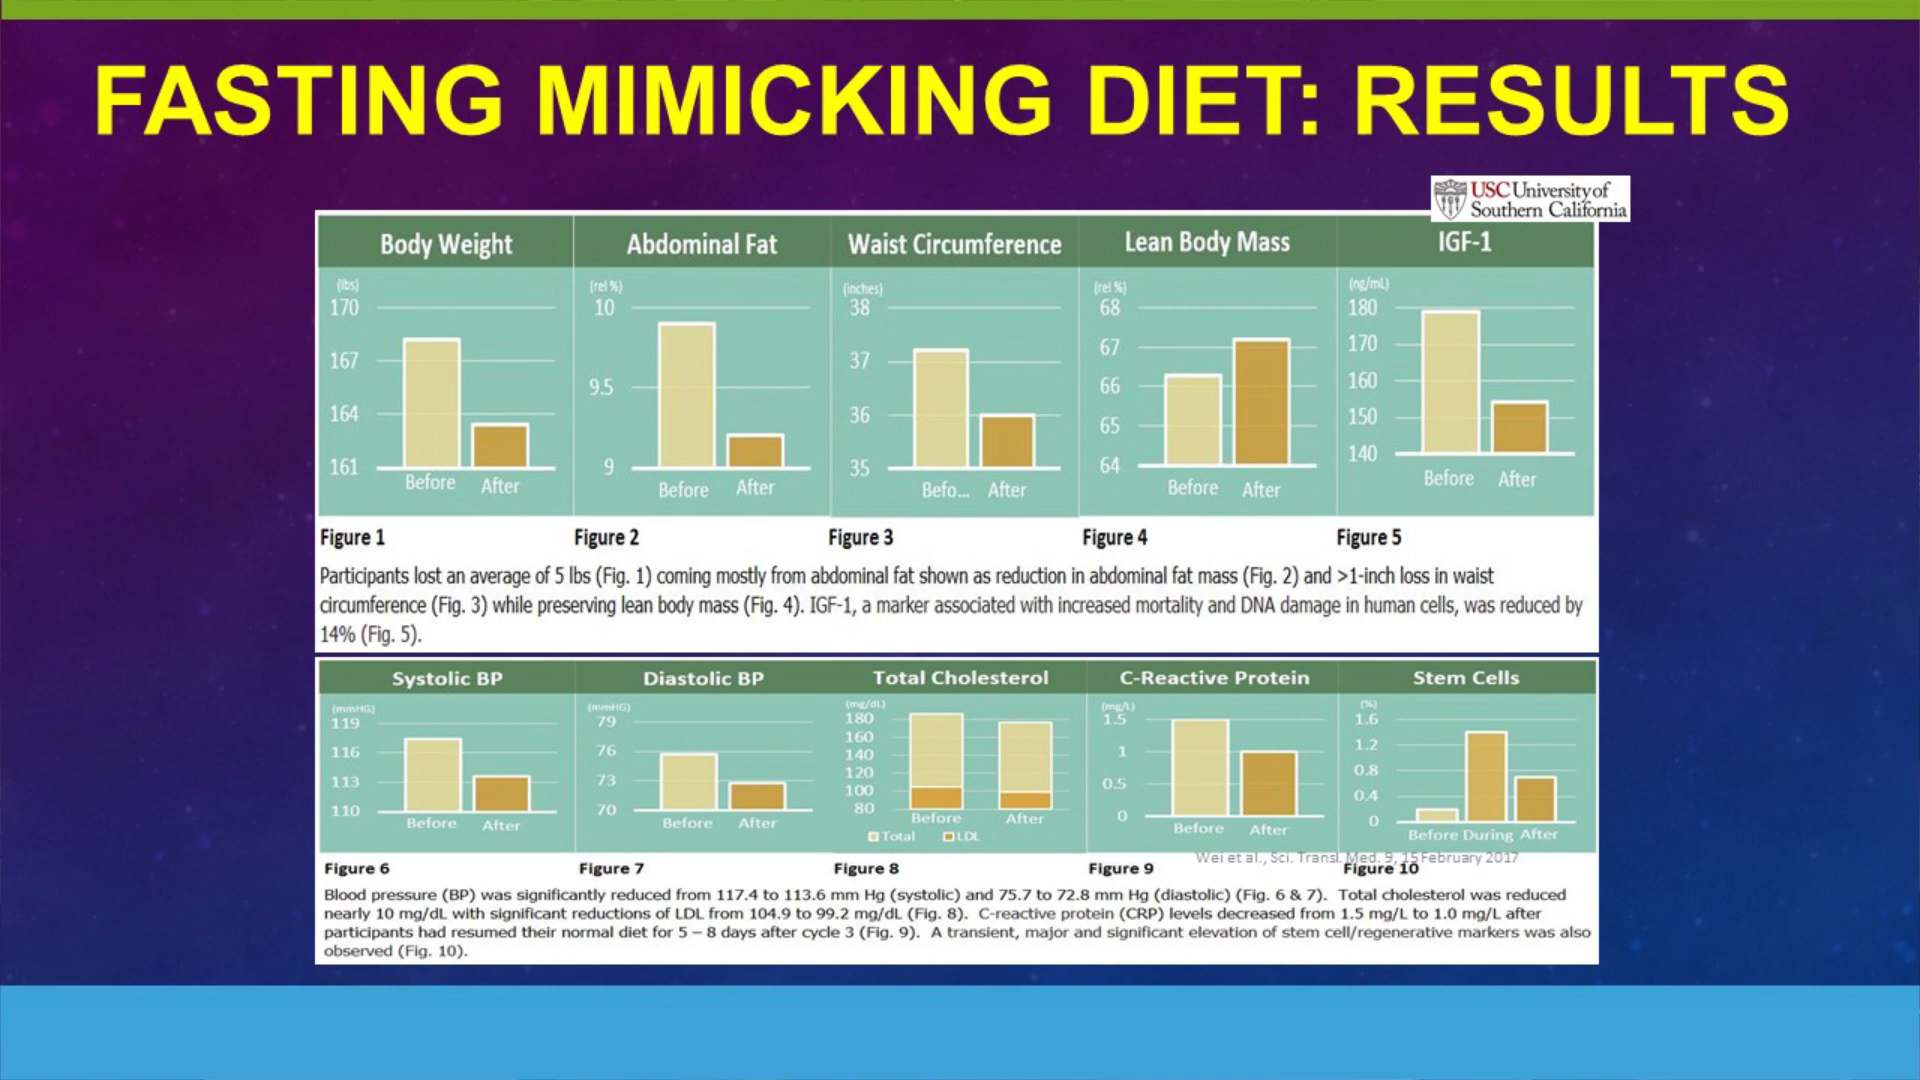 FASTING MIMICKING DIET: RESULTS
USC University of
Southern California
Body Weight
(lbs)
170
167
164
161
Before After
Abdominal Fat
(rel %)
10
9.5
9
Before After
Waist Circumference
(inches)
38
37
36
35
Befo... After
Lean Body Mass
(rel %)
68
67
66
65
64
Before After
IGF-1
(ng/mL)
180
170
160
150
140
Before After
Figure 1
Figure 2
Figure 3
Figure 4
Figure 5
Participants lost an average of 5 lbs (Fig. 1) coming mostly from abdominal fat shown as reduction in abdominal fat mass (Fig. 2) and >1-inch loss in waist
circumference (Fig. 3) while preserving lean body mass (Fig. 4). IGF-1, a marker associated with increased mortality and DNA damage in human cells, was reduced by
14% (Fig. 5).
Systolic BP
(mmHG)
119
116
113
110
Before After
Diastolic BP
(mmHG)
79
76
73
70
Before After
Total Cholesterol
(mg/dL)
180
160
140
120
100
80
Before After
Total LDL
C-Reactive Protein
(mg/L)
1.5
1
0.5
0
Before After
Stem Cells
(%)
1.6
1.2
0.8
0.4
0
Before During After
Wei et al., Sci. Transl. Med. 9, 15 February 2017
Figure 6
Figure 7
Figure 8
Figure 9
Figure 10
Blood pressure (BP) was significantly reduced from 117.4 to 113.6 mm Hg (systolic) and 75.7 to 72.8 mm Hg (diastolic) (Fig. 6 & 7). Total cholesterol was reduced
nearly 10 mg/dL with significant reductions of LDL from 104.9 to 99.2 mg/dL (Fig. 8). C-reactive protein (CRP) levels decreased from 1.5 mg/L to 1.0 mg/L after
participants had resumed their normal diet for 5 – 8 days after cycle 3 (Fig. 9). A transient, major and significant elevation of stem cell/regenerative markers was also
observed (Fig. 10).